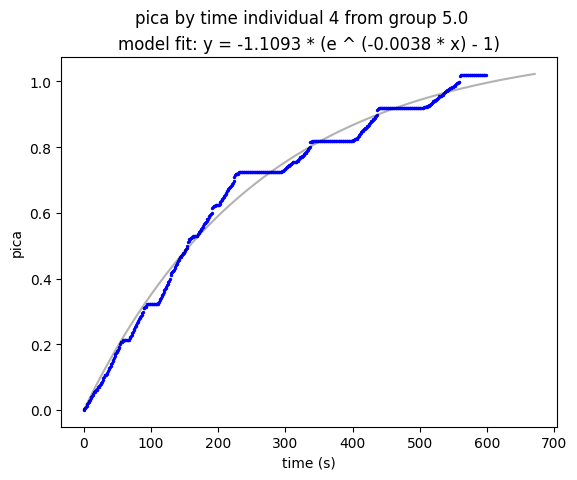 pica by time individual 4 from group 5.0
model fit: y = -1.1093 * (e ^ (-0.0038 * x) - 1)
1.0
0.8
0.6
0.4
0.2
0.0
pica
0 100 200 300 400 500 600 700
time (s)